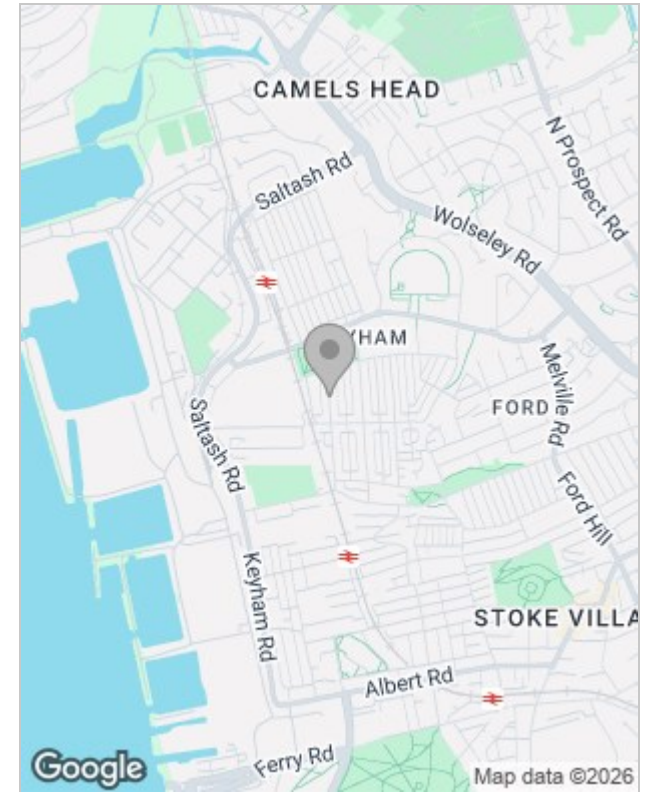 CAMELS HEAD
N Prospect Rd
Saltash Rd
Wolseley Rd
YHAM
Melville Rd
FORD
Saltash Rd
Ford Hill
Keyham Rd
STOKE VILLA
Albert Rd
Ferry Rd
Google
Map data ©2026